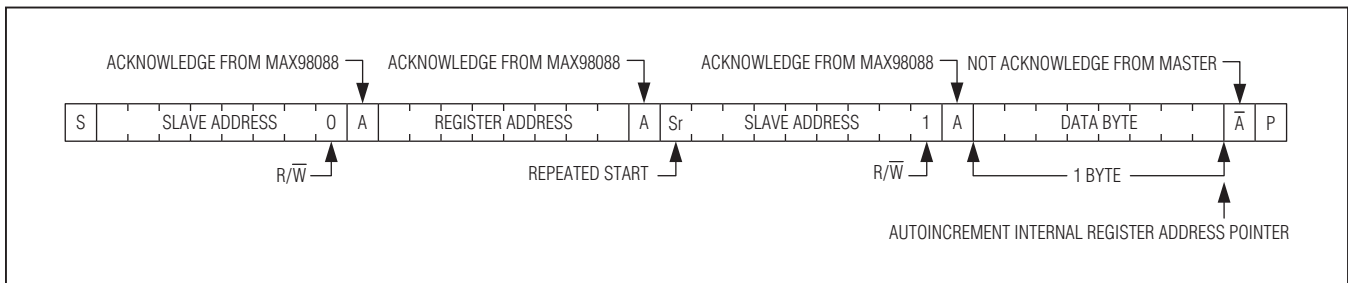 ACKNOWLEDGE FROM MAX98088 ACKNOWLEDGE FROM MAX98088 ACKNOWLEDGE FROM MAX98088 NOT ACKNOWLEDGE FROM MASTER
S SLAVE ADDRESS 0 A REGISTER ADDRESS A Sr SLAVE ADDRESS 1 A DATA BYTE A̅ P
R/W̅ REPEATED START R/W̅ 1 BYTE
AUTOINCREMENT INTERNAL REGISTER ADDRESS POINTER